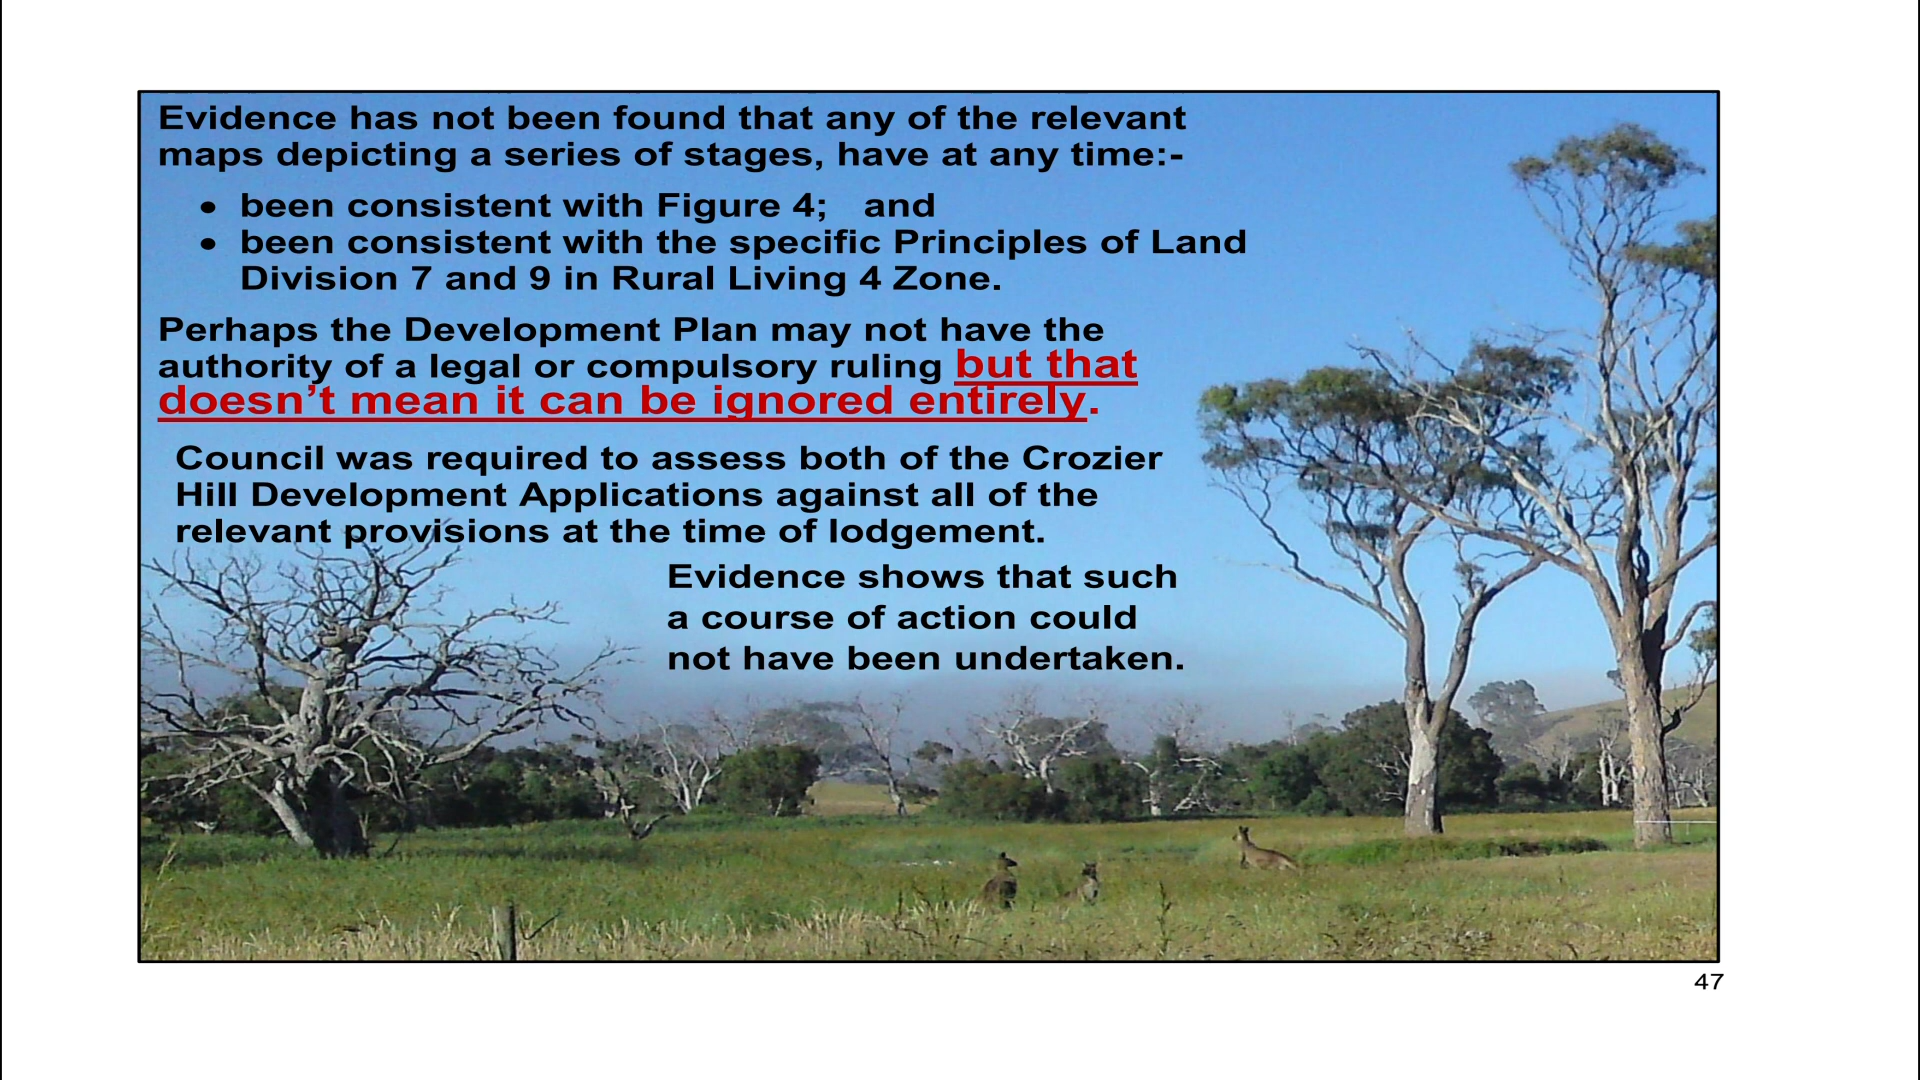 Evidence has not been found that any of the relevant
maps depicting a series of stages, have at any time:-
• been consistent with Figure 4; and
• been consistent with the specific Principles of Land
Division 7 and 9 in Rural Living 4 Zone.
Perhaps the Development Plan may not have the
authority of a legal or compulsory ruling but that
doesn’t mean it can be ignored entirely.
Council was required to assess both of the Crozier
Hill Development Applications against all of the
relevant provisions at the time of lodgement.
Evidence shows that such
a course of action could
not have been undertaken.
47